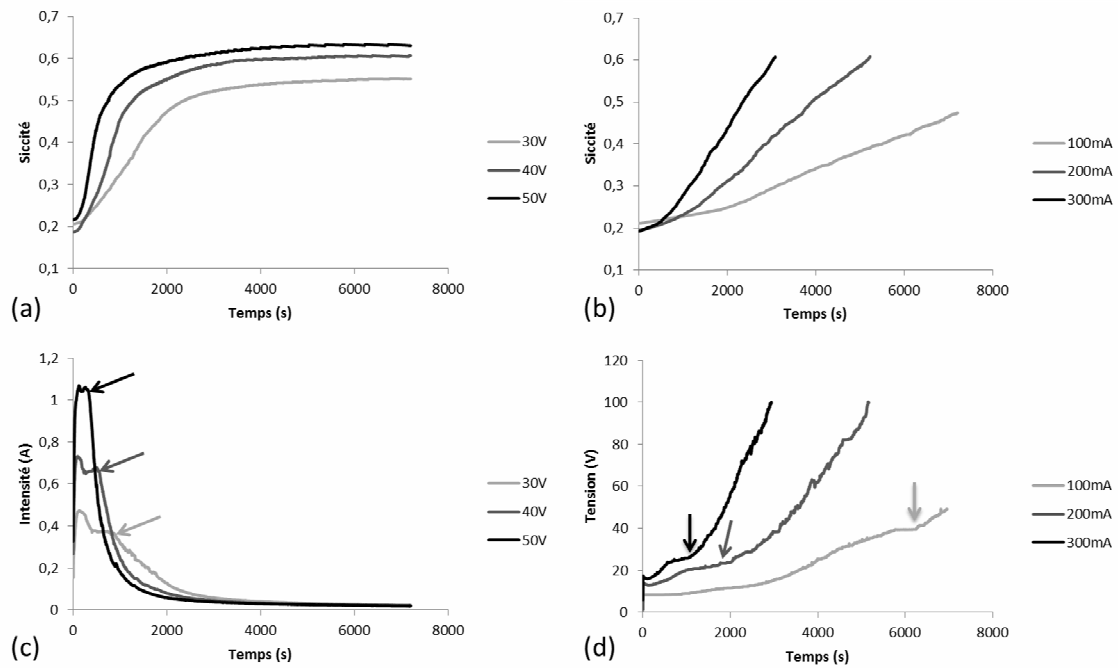 0,7
0,6
0,5
0,4
0,3
0,2
0,1
Siccité
0 2000 4000 6000 8000
Temps (s)
30V
40V
50V
(a)
0,7
0,6
0,5
0,4
0,3
0,2
0,1
Siccité
0 2000 4000 6000 8000
Temps (s)
100mA
200mA
300mA
(b)
1,2
1
0,8
0,6
0,4
0,2
0
Intensité (A)
0 2000 4000 6000 8000
Temps (s)
30V
40V
50V
(c)
120
100
80
60
40
20
0
Tension (V)
0 2000 4000 6000 8000
Temps (s)
100mA
200mA
300mA
(d)